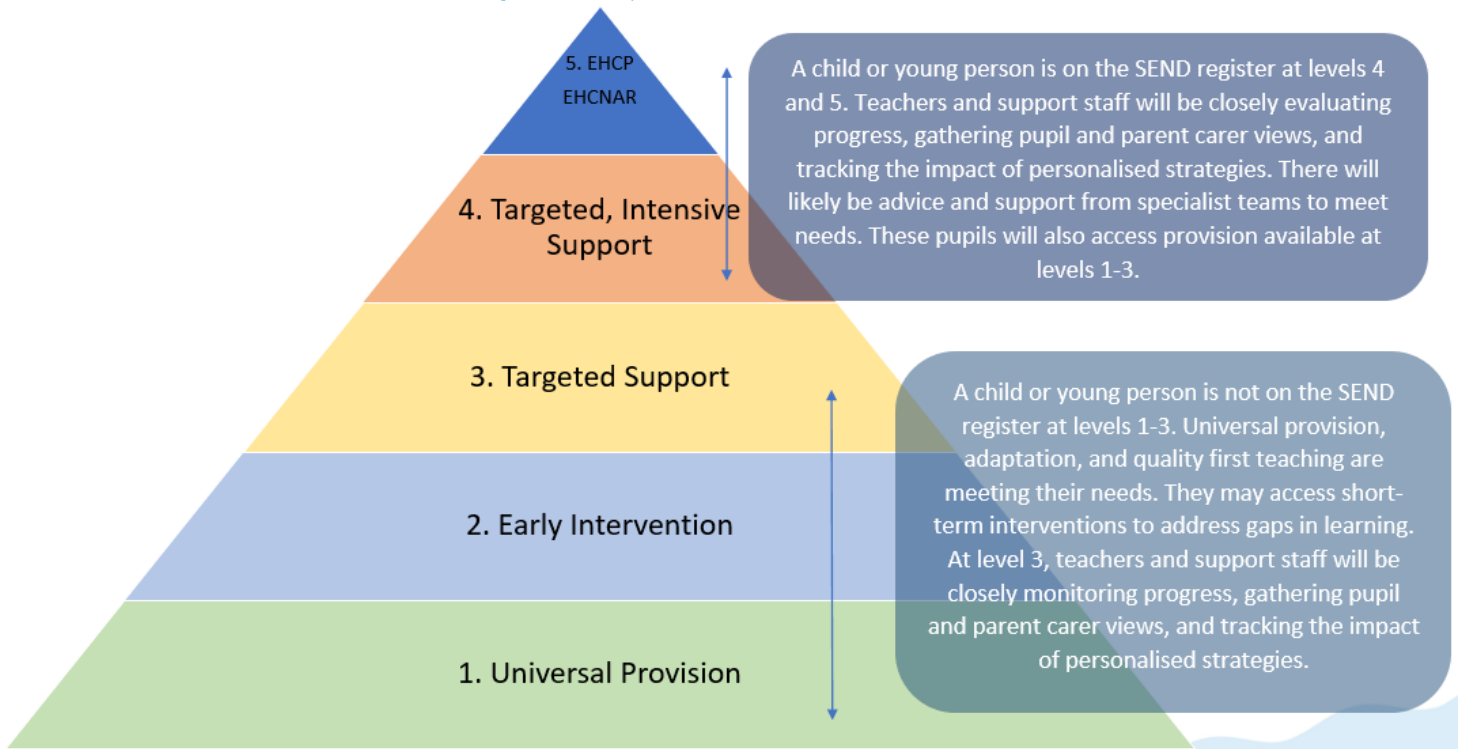 5. EHCP
EHCNAR
4. Targeted, Intensive
Support
3. Targeted Support
2. Early Intervention
1. Universal Provision
A child or young person is on the SEND register at levels 4
and 5. Teachers and support staff will be closely evaluating
progress, gathering pupil and parent carer views, and
tracking the impact of personalised strategies. There will
likely be advice and support from specialist teams to meet
needs. These pupils will also access provision available at
levels 1-3.
A child or young person is not on the SEND
register at levels 1-3. Universal provision,
adaptation, and quality first teaching are
meeting their needs. They may access short-
term interventions to address gaps in learning.
At level 3, teachers and support staff will be
closely monitoring progress, gathering pupil
and parent carer views, and tracking the impact
of personalised strategies.